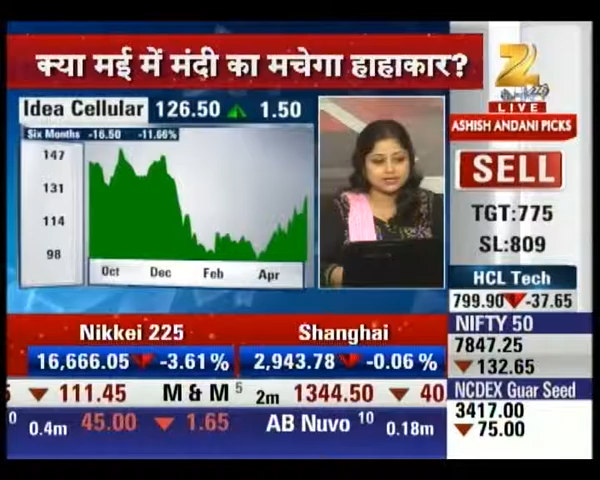 क्या मई में मंदी का मचेगा हाहाकार?
LIVE
Idea Cellular 126.50 1.50
Six Months -16.50 -11.66%
147
131
114
98
Oct Dec Feb Apr
ASHISH ANDANI PICKS
SELL
TGT:775
SL:809
HCL Tech
799.90 -37.65
Nikkei 225
16,666.05 -3.61%
Shanghai
2,943.78 -0.06%
NIFTY 50
7847.25
132.65
5 111.45 M & M 5 2m 1344.50 40
NCDEX Guar Seed
3417.00
75.00
0 0.4m 45.00 1.65 AB Nuvo 10 0.18m